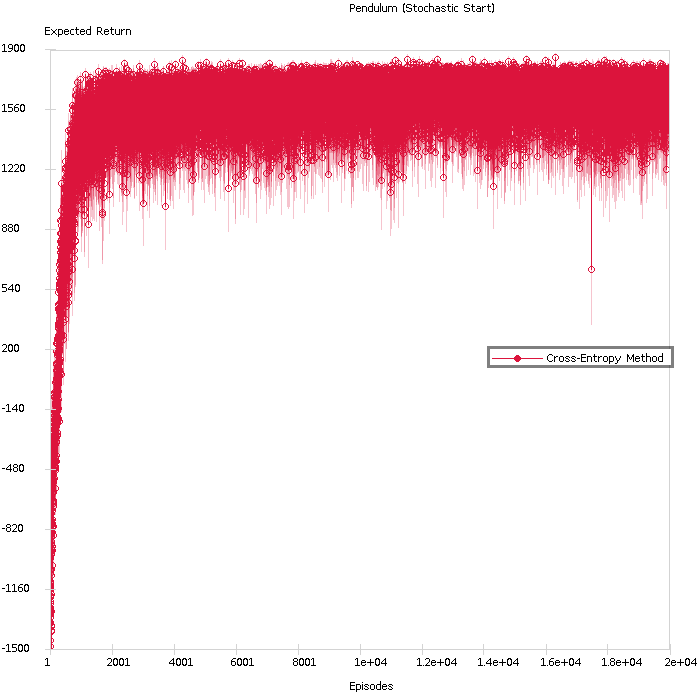 Pendulum (Stochastic Start)
Expected Return
1900
1560
1220
880
540
200
-140
-480
-820
-1160
-1500
Cross-Entropy Method
1 2001 4001 6001 8001 1e+04 1.2e+04 1.4e+04 1.6e+04 1.8e+04 2e+04
Episodes